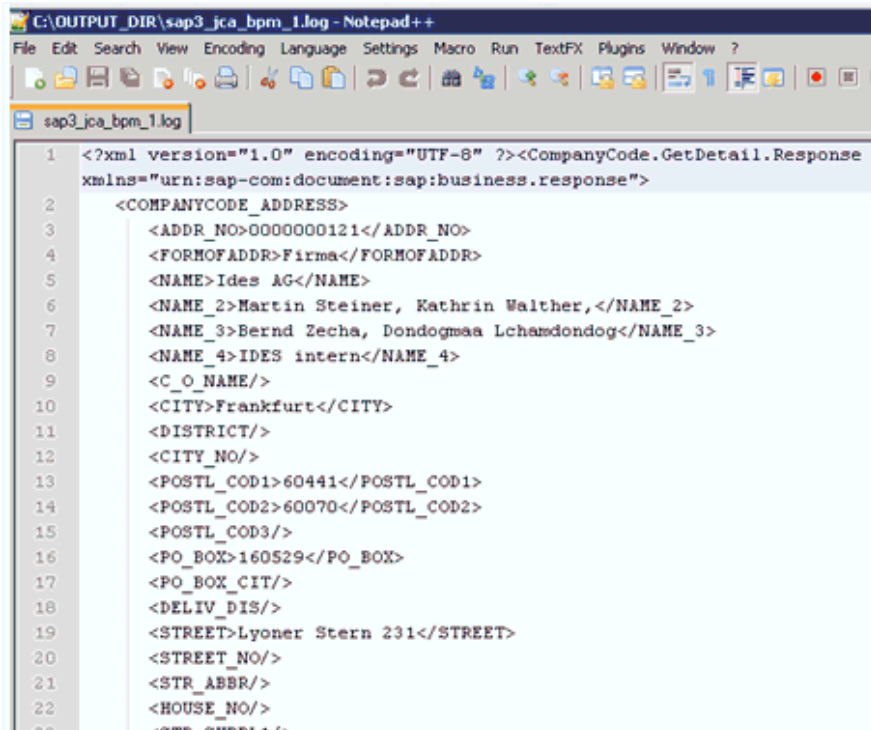 C:\OUTPUT_DIR\sap3_jca_bpm_1.log - Notepad++
File Edit Search View Encoding Language Settings Macro Run TextFX Plugins Window ?
sap3_jca_bpm_1.log
1 <?xml version="1.0" encoding="UTF-8" ?><CompanyCode.GetDetail.Response
xmlns="urn:sap-com:document:sap:business.response">
2 <COMPANYCODE_ADDRESS>
3 <ADDR_NO>0000000121</ADDR_NO>
4 <FORMOFADDR>Firma</FORMOFADDR>
5 <NAME>Ides AG</NAME>
6 <NAME_2>Martin Steiner, Kathrin Walther,</NAME_2>
7 <NAME_3>Bernd Zecha, Dondogmaa Lchamdondog</NAME_3>
8 <NAME_4>IDES intern</NAME_4>
9 <C_O_NAME/>
10 <CITY>Frankfurt</CITY>
11 <DISTRICT/>
12 <CITY_NO/>
13 <POSTL_COD1>60441</POSTL_COD1>
14 <POSTL_COD2>60070</POSTL_COD2>
15 <POSTL_COD3/>
16 <PO_BOX>160529</PO_BOX>
17 <PO_BOX_CIT/>
18 <DELIV_DIS/>
19 <STREET>Lyoner Stern 231</STREET>
20 <STREET_NO/>
21 <STR_ABBR/>
22 <HOUSE_NO/>